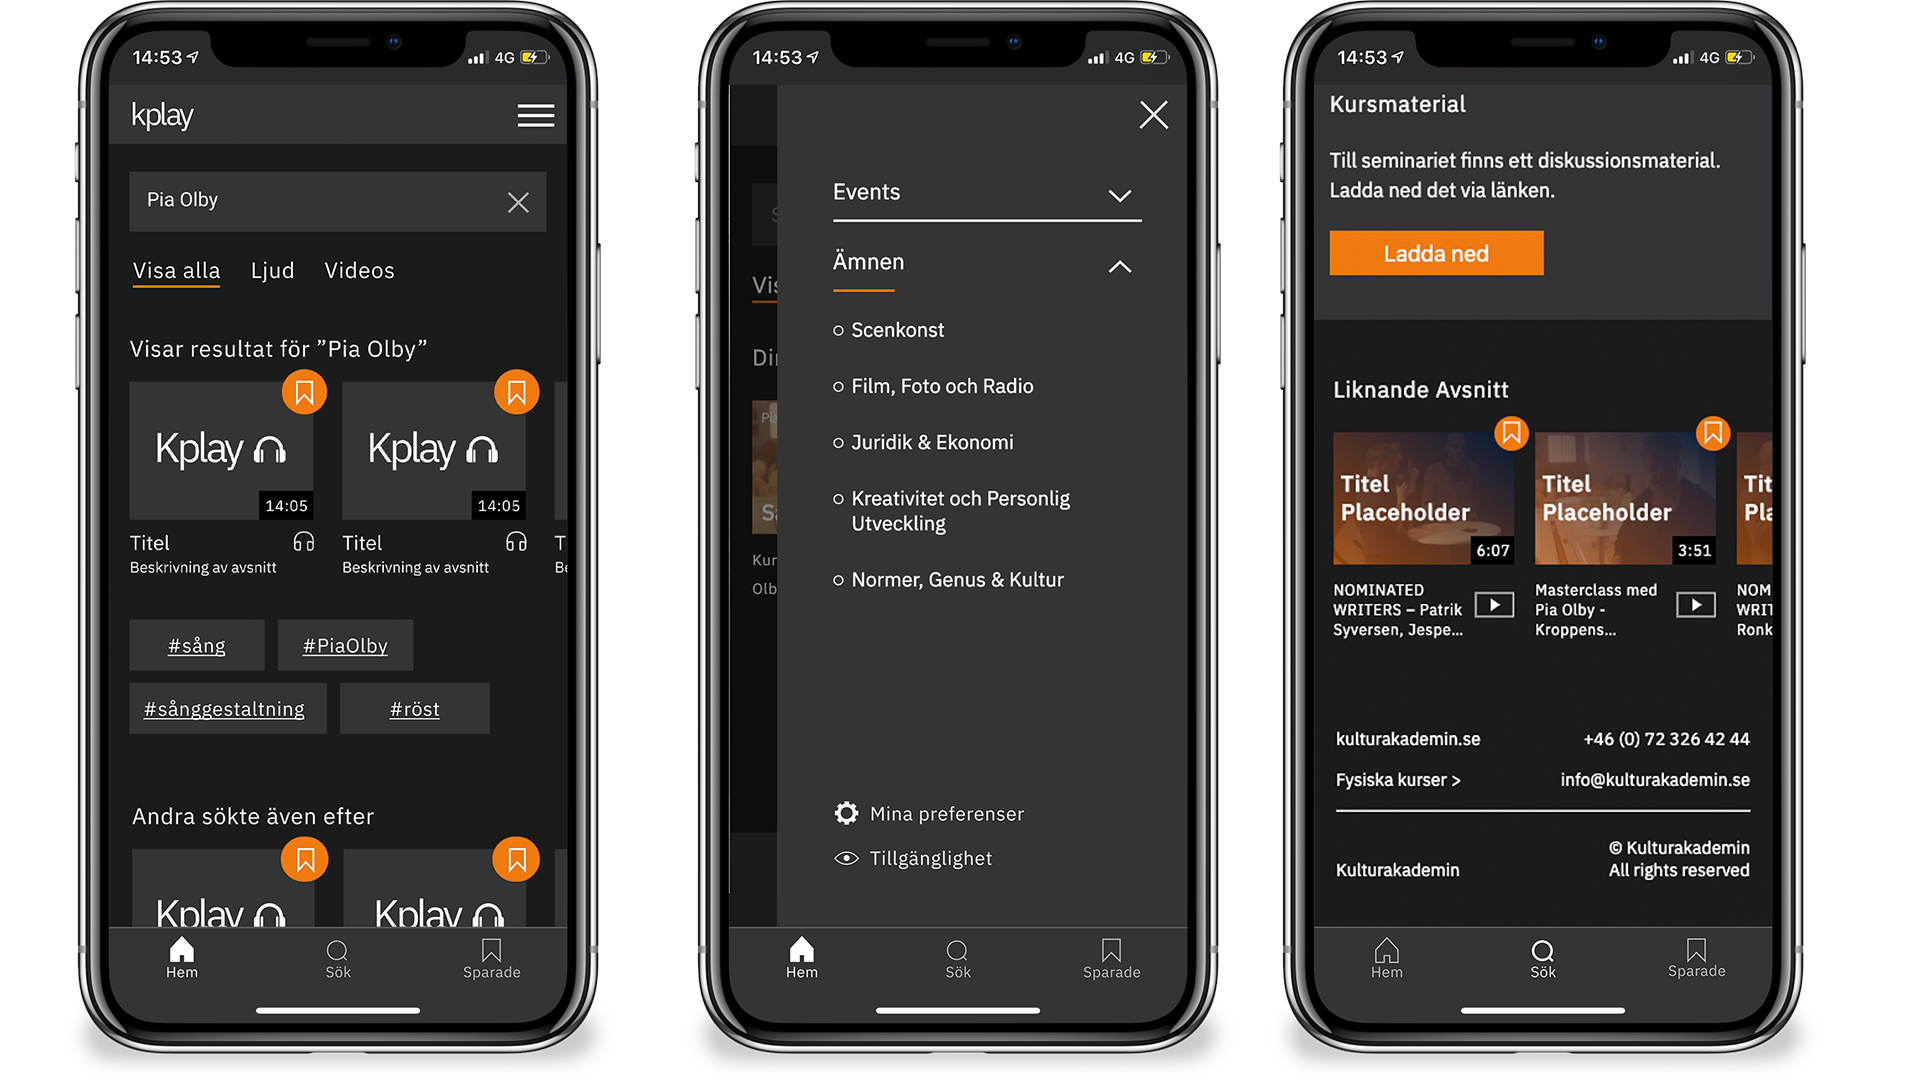 14:53
4G
kplay
Pia Olby
Visa alla
Ljud
Videos
Visar resultat för ”Pia Olby”
Kplay
14:05
Titel
Beskrivning av avsnitt
Kplay
14:05
Titel
Beskrivning av avsnitt
T
Be
#sång
#PiaOlby
#sånggestaltning
#röst
Andra sökte även efter
Kplay
Kplay
Hem
Sök
Sparade
14:53
4G
Events
Ämnen
Scenkonst
Film, Foto och Radio
Juridik & Ekonomi
Kreativitet och Personlig
Utveckling
Normer, Genus & Kultur
Mina preferenser
Tillgänglighet
S
Vis
Di
Pia
Sa
Kur
Olb
Hem
Sök
Sparade
14:53
4G
Kursmaterial
Till seminariet finns ett diskussionsmaterial.
Ladda ned det via länken.
Ladda ned
Liknande Avsnitt
Titel
Placeholder
6:07
NOMINATED
WRITERS – Patrik
Syversen, Jespe...
Titel
Placeholder
3:51
Masterclass med
Pia Olby -
Kroppens...
Tit
Pla
NOM
WRIT
Ronk
kulturakademin.se
+46 (0) 72 326 42 44
Fysiska kurser >
info@kulturakademin.se
Kulturakademin
© Kulturakademin
All rights reserved
Hem
Sök
Sparade